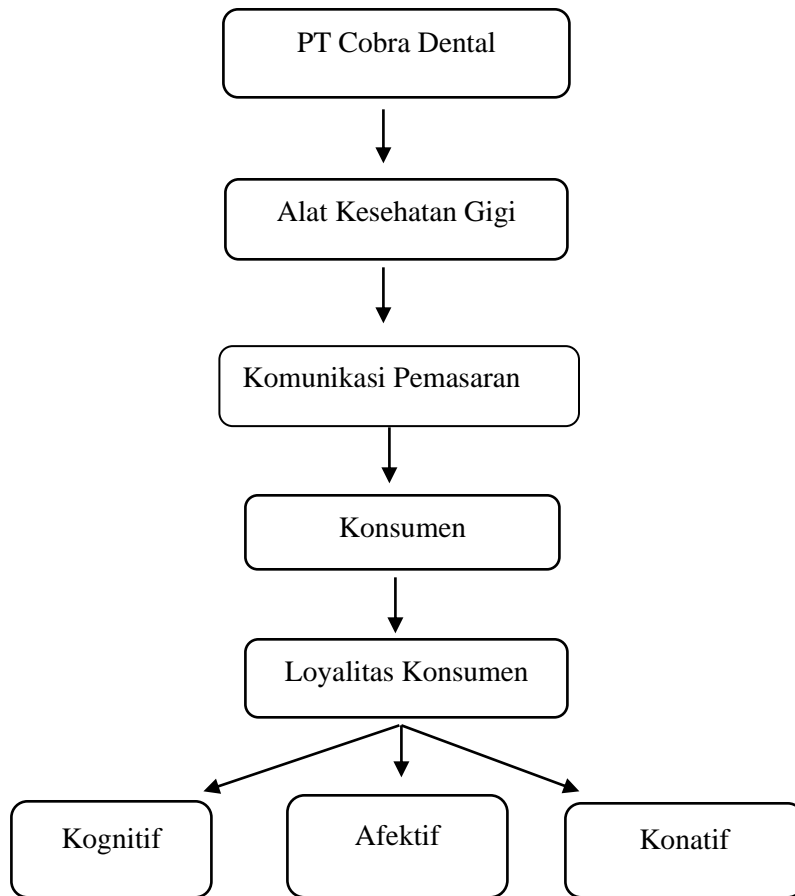 PT Cobra Dental
Alat Kesehatan Gigi
Komunikasi Pemasaran
Konsumen
Loyalitas Konsumen
Kognitif
Afektif
Konatif